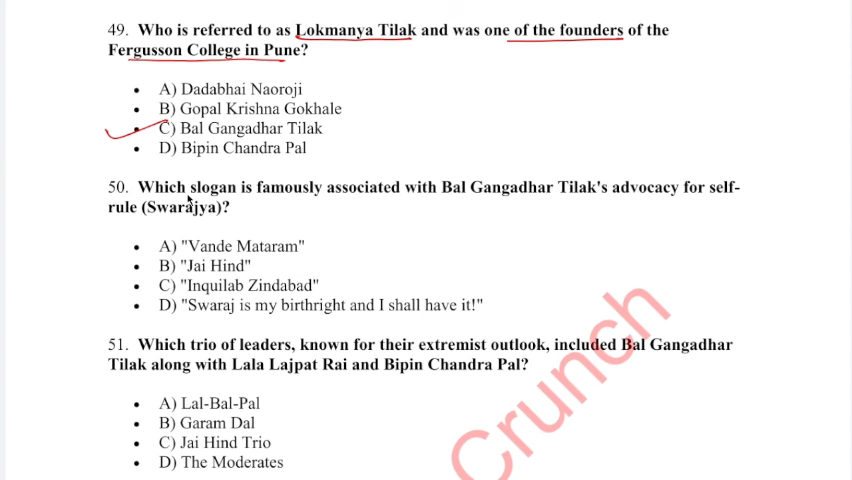 49. Who is referred to as Lokmanya Tilak and was one of the founders of the
Fergusson College in Pune?
• A) Dadabhai Naoroji
• B) Gopal Krishna Gokhale
• C) Bal Gangadhar Tilak
• D) Bipin Chandra Pal
50. Which slogan is famously associated with Bal Gangadhar Tilak's advocacy for self-
rule (Swarajya)?
• A) "Vande Mataram"
• B) "Jai Hind"
• C) "Inquilab Zindabad"
• D) "Swaraj is my birthright and I shall have it!"
51. Which trio of leaders, known for their extremist outlook, included Bal Gangadhar
Tilak along with Lala Lajpat Rai and Bipin Chandra Pal?
• A) Lal-Bal-Pal
• B) Garam Dal
• C) Jai Hind Trio
• D) The Moderates
Crunch